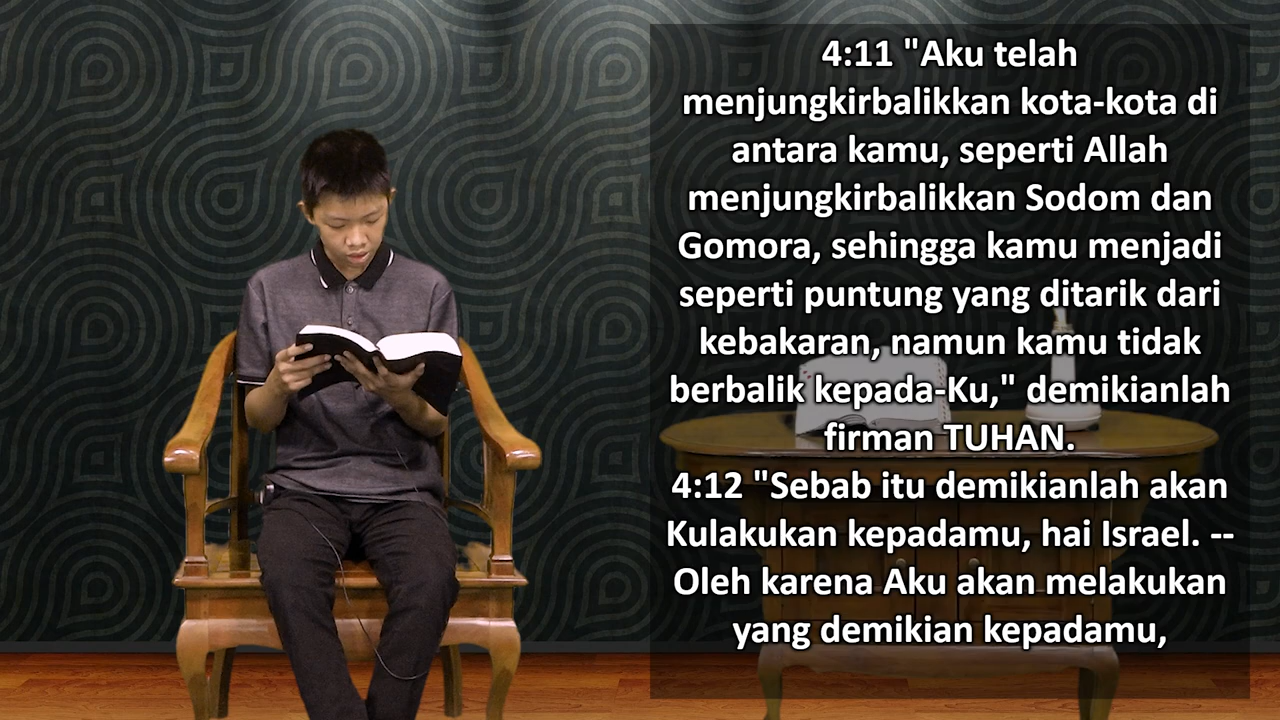 4:11 "Aku telah
menjungkirbalikkan kota-kota di
antara kamu, seperti Allah
menjungkirbalikkan Sodom dan
Gomora, sehingga kamu menjadi
seperti puntung yang ditarik dari
kebakaran, namun kamu tidak
berbalik kepada-Ku," demikianlah
firman TUHAN.
4:12 "Sebab itu demikianlah akan
Kulakukan kepadamu, hai Israel. --
Oleh karena Aku akan melakukan
yang demikian kepadamu,